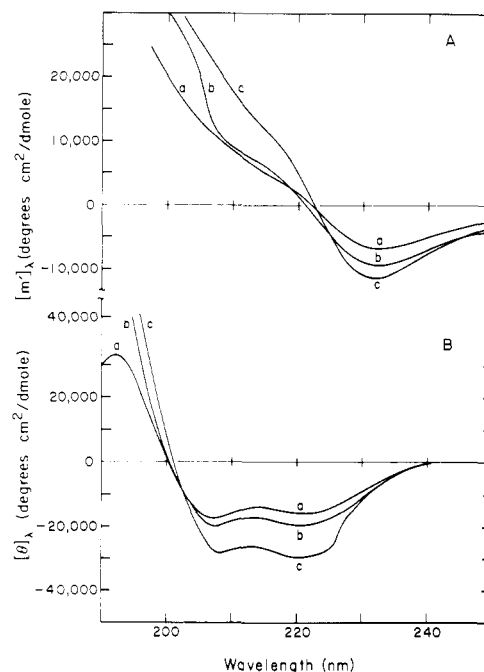 A
20,000
10,000
0
-10,000
[m']λ (degrees cm²/dmole)
a
b
c
a
b
c
B
40,000
20,000
0
-20,000
-40,000
[θ]λ (degrees cm²/dmole)
b
c
a
a
b
c
200
220
240
Wavelength (nm)